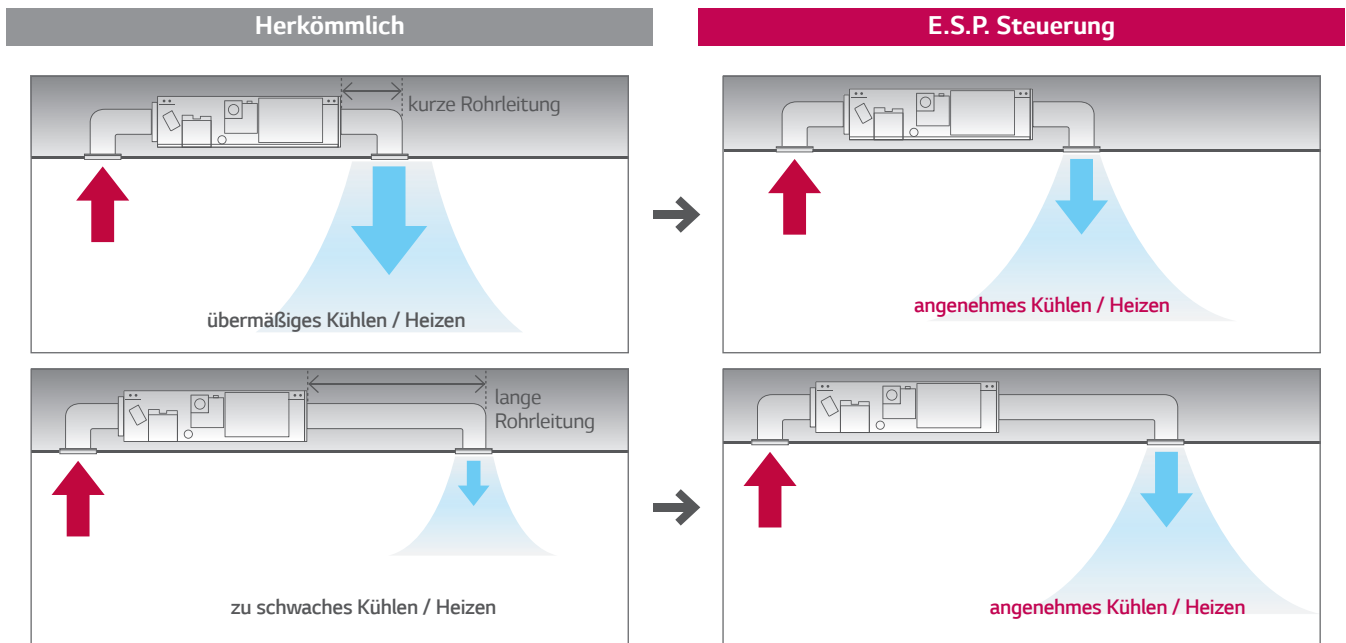 Herkömmlich
E.S.P. Steuerung
kurze Rohrleitung
übermäßiges Kühlen / Heizen
angenehmes Kühlen / Heizen
lange
Rohrleitung
zu schwaches Kühlen / Heizen
angenehmes Kühlen / Heizen